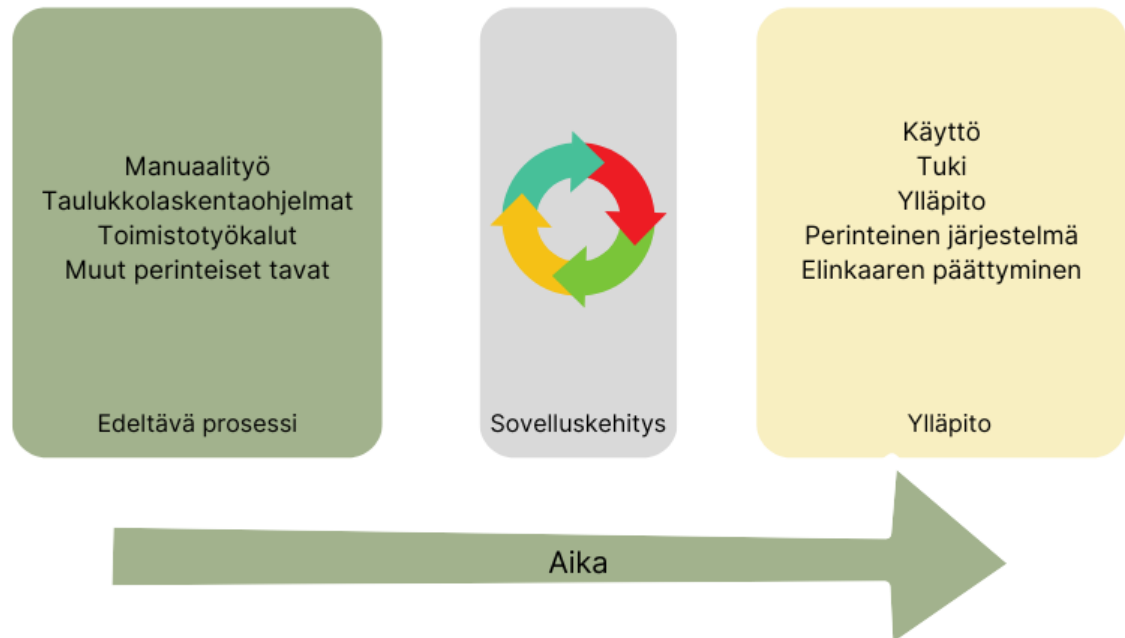 Manuaalityö
Taulukkolaskentaohjelmat
Toimistotyökalut
Muut perinteiset tavat
Edeltävä prosessi
Sovelluskehitys
Käyttö
Tuki
Ylläpito
Perinteinen järjestelmä
Elinkaaren päättyminen
Ylläpito
Aika